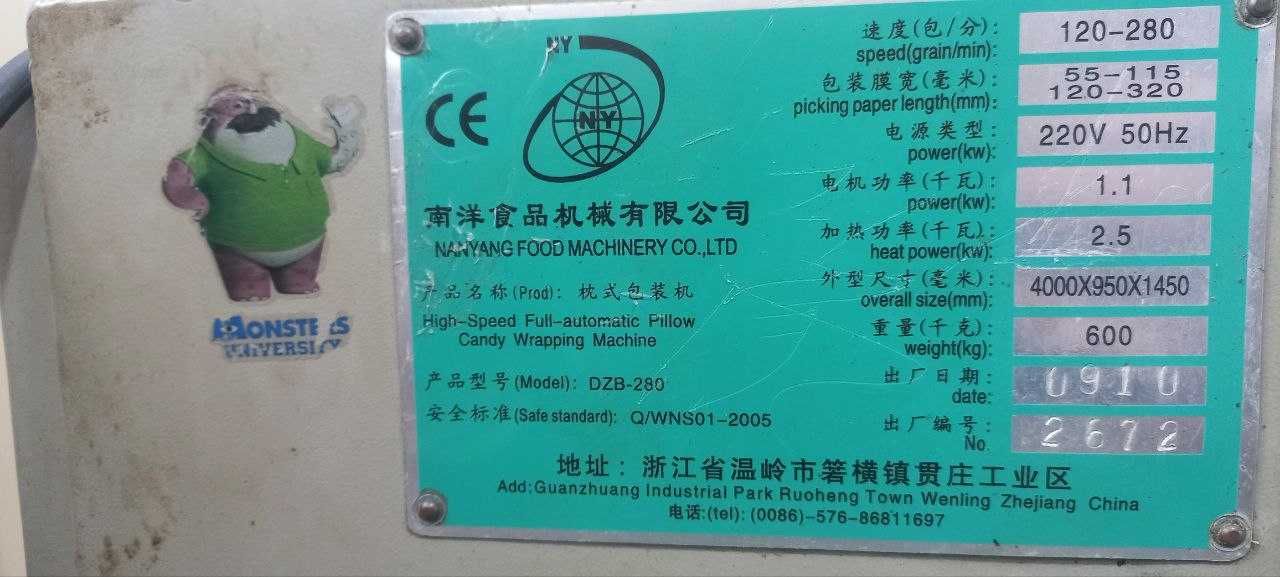 MONSTERS
UNIVERSITY
CE
NY
NY
南洋食品机械有限公司
NANYANG FOOD MACHINERY CO.,LTD
产品名称(Prod): 枕式包装机
High-Speed Full-automatic Pillow
Candy Wrapping Machine
产品型号(Model): DZB-280
安全标准(Safe standard): Q/WNS01-2005
速度(包/分): 120-280
speed(grain/min):
包装膜宽(毫米): 55-115
picking paper length(mm): 120-320
电源类型: 220V 50Hz
power(kw):
电机功率(千瓦): 1.1
power(kw):
加热功率(千瓦): 2.5
heat power(kw):
外型尺寸(毫米): 4000X950X1450
overall size(mm):
重量(千克): 600
weight(kg):
出厂日期: 0910
date:
出厂编号: 2672
No.
地址: 浙江省温岭市箬横镇贯庄工业区
Add:Guanzhuang Industrial Park Ruoheng Town Wenling Zhejiang China
电话:(tel): (0086)-576-86811697